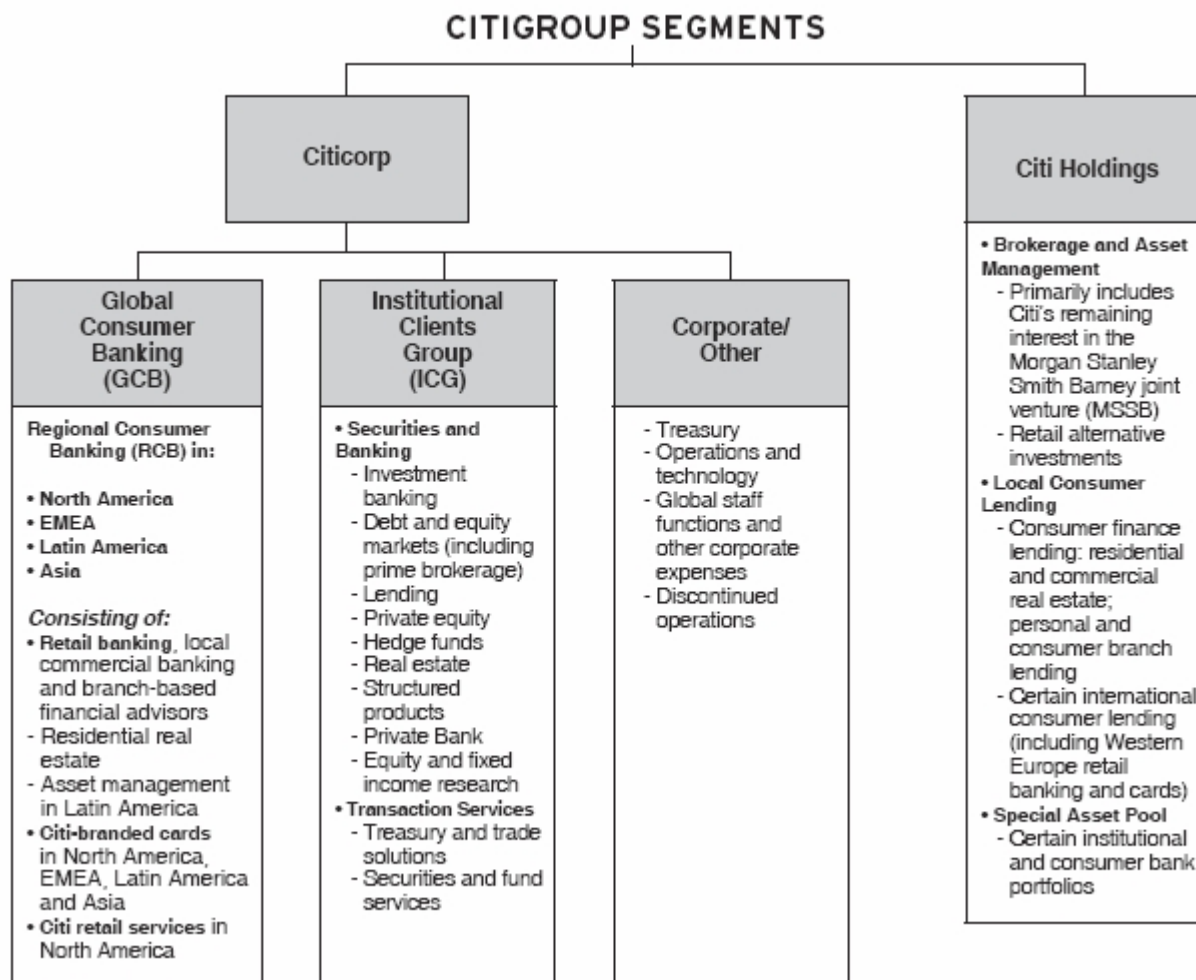 CITIGROUP SEGMENTS
Citicorp
Citi Holdings
Global
Consumer
Banking
(GCB)
Regional Consumer
Banking (RCB) in:
• North America
• EMEA
• Latin America
• Asia
Consisting of:
• Retail banking, local
commercial banking
and branch-based
financial advisors
- Residential real
estate
- Asset management
in Latin America
• Citi-branded cards
in North America,
EMEA, Latin America
and Asia
• Citi retail services in
North America
Institutional
Clients
Group
(ICG)
• Securities and
Banking
- Investment
banking
- Debt and equity
markets (including
prime brokerage)
- Lending
- Private equity
- Hedge funds
- Real estate
- Structured
products
- Private Bank
- Equity and fixed
income research
• Transaction Services
- Treasury and trade
solutions
- Securities and fund
services
Corporate/
Other
- Treasury
- Operations and
technology
- Global staff
functions and
other corporate
expenses
- Discontinued
operations
• Brokerage and Asset
Management
- Primarily includes
Citi's remaining
interest in the
Morgan Stanley
Smith Barney joint
venture (MSSB)
- Retail alternative
investments
• Local Consumer
Lending
- Consumer finance
lending: residential
and commercial
real estate;
personal and
consumer branch
lending
- Certain international
consumer lending
(including Western
Europe retail
banking and cards)
• Special Asset Pool
- Certain institutional
and consumer bank
portfolios